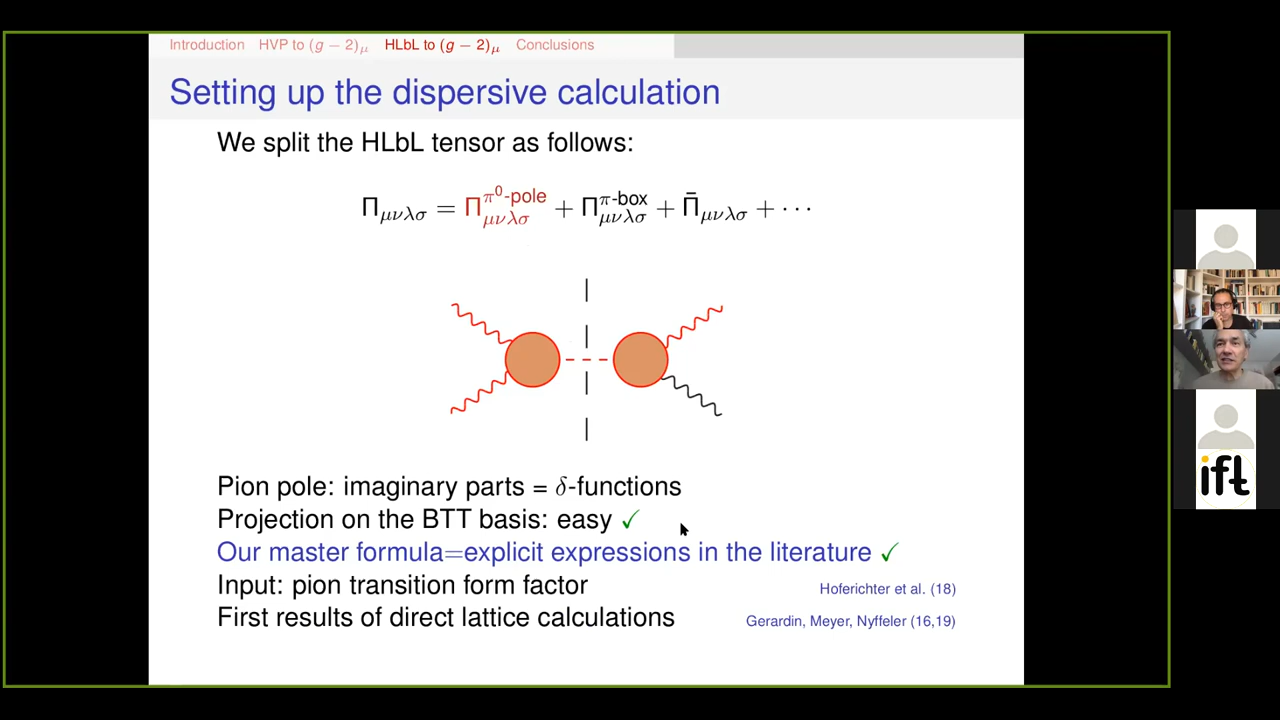 Introduction HVP to (g − 2)μ HLbL to (g − 2)μ Conclusions
Setting up the dispersive calculation
We split the HLbL tensor as follows:
Πμνλσ = Π^{π⁰-pole}_{μνλσ} + Π^{π-box}_{μνλσ} + Π̄μνλσ + ···
Pion pole: imaginary parts = δ-functions
Projection on the BTT basis: easy ✓
Our master formula=explicit expressions in the literature ✓
Input: pion transition form factor Hoferichter et al. (18)
First results of direct lattice calculations Gerardin, Meyer, Nyffeler (16,19)
ift